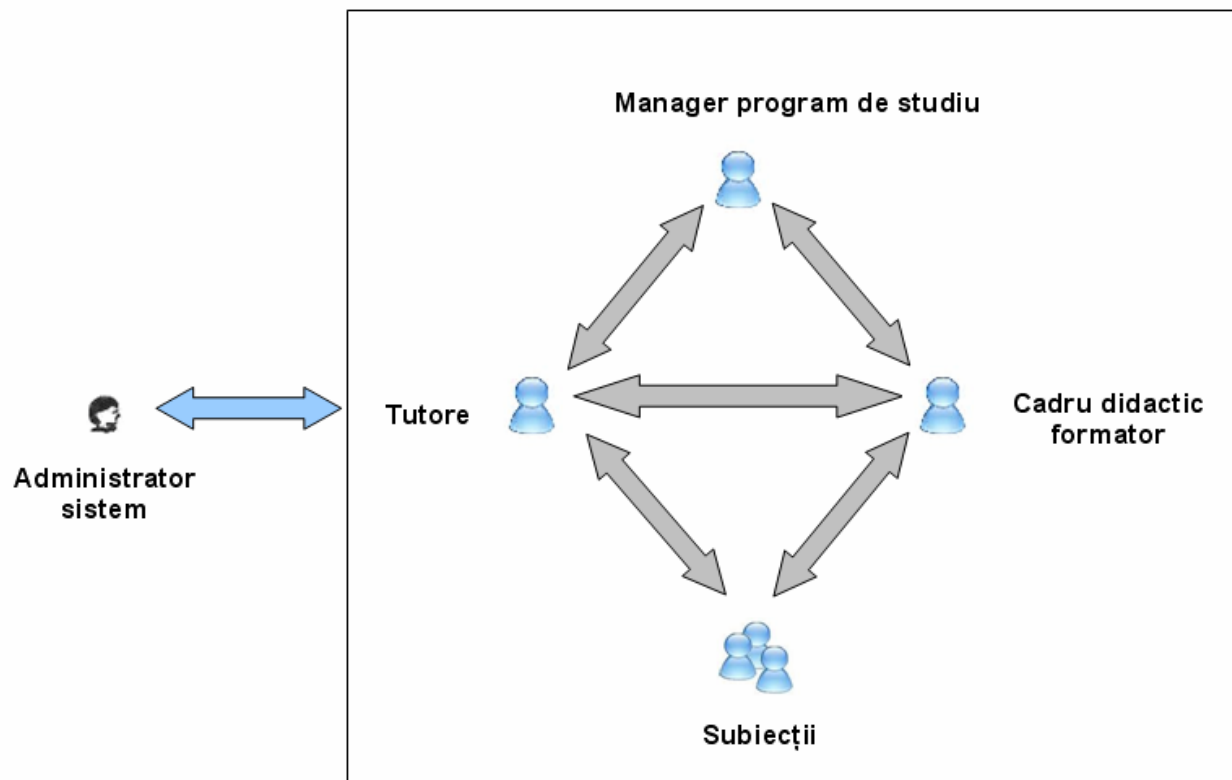 Manager program de studiu
Tutore
Cadru didactic
formator
Administrator
sistem
Subiecții